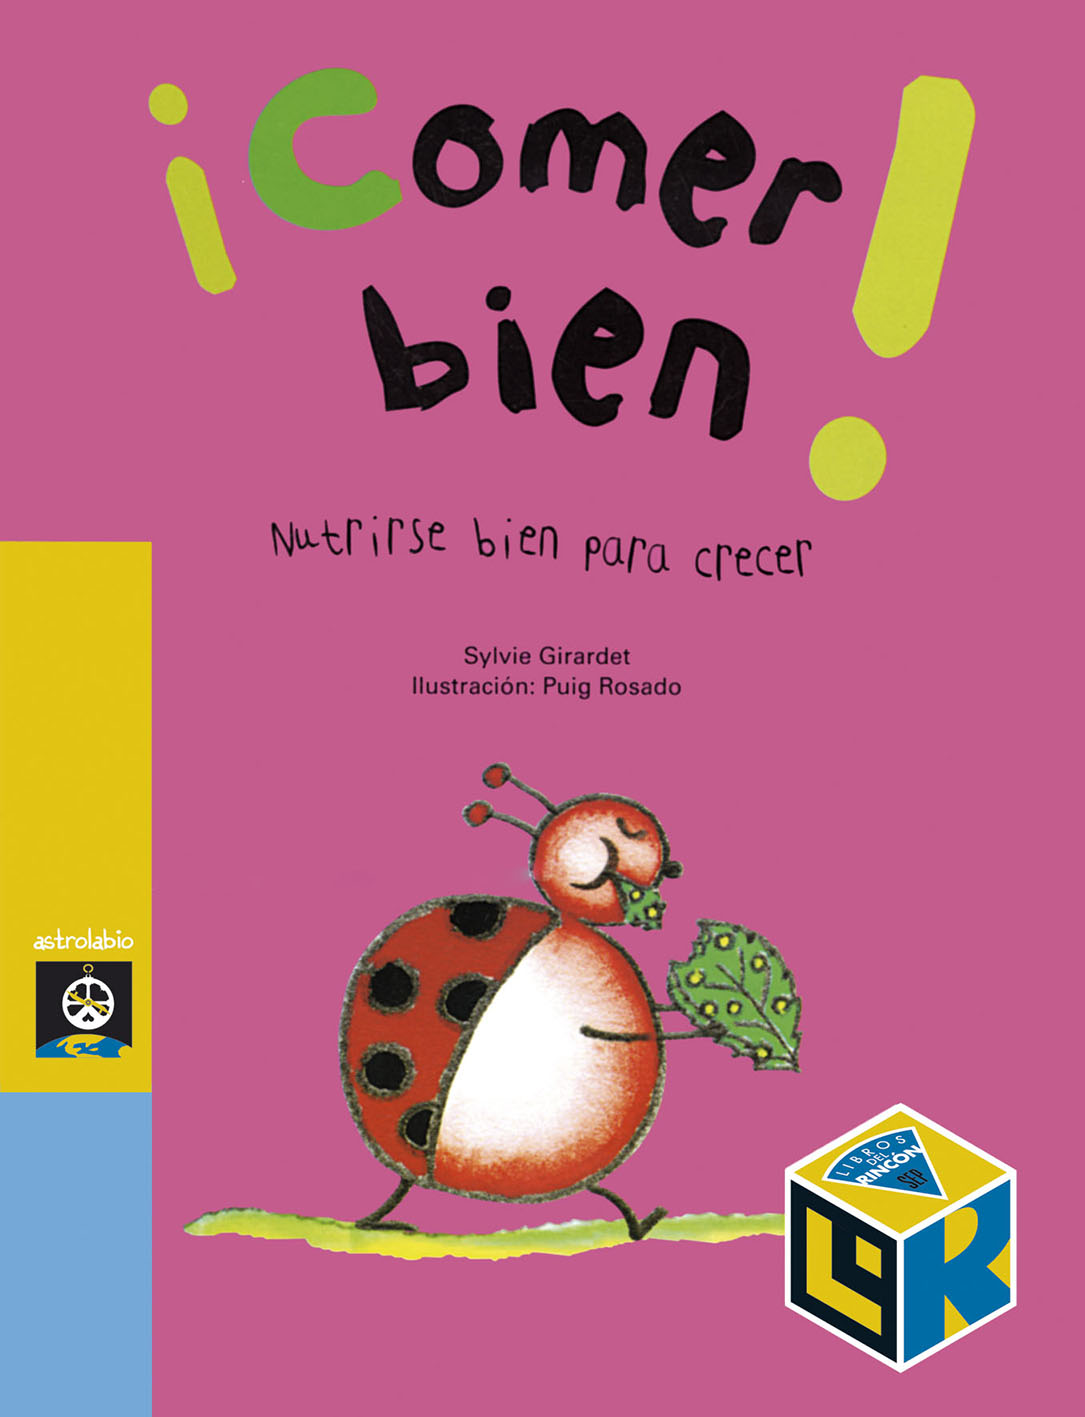 ¡Comer
bien!
Nutrirse bien para crecer
Sylvie Girardet
Ilustración: Puig Rosado
astrolabio
LIBROS
DEL
RINCÓN
SEP
L
R